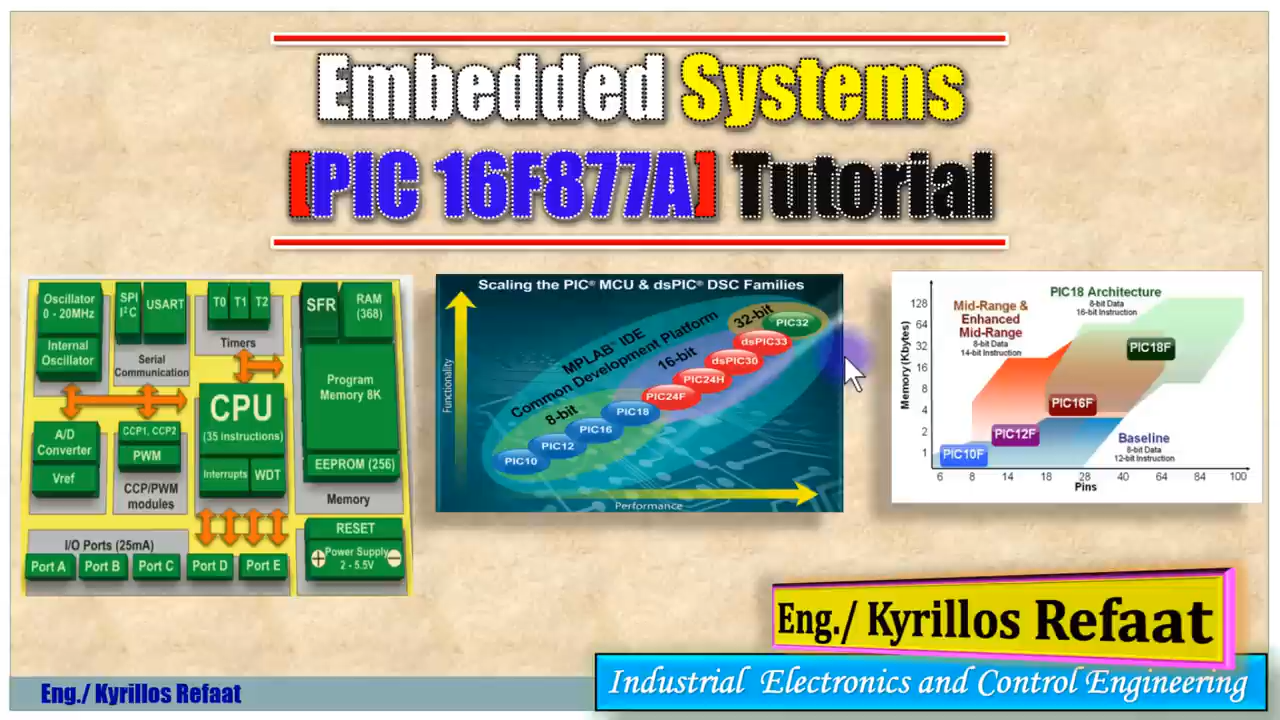 Embedded Systems
[PIC 16F877A] Tutorial
Oscillator
0 - 20MHz
Internal
Oscillator
SPI
I²C
USART
Serial
Communication
T0 T1 T2
Timers
SFR
RAM
(368)
Program
Memory 8K
EEPROM (256)
Memory
CPU
(35 instructions)
Interrupts WDT
A/D
Converter
Vref
CCP1, CCP2
PWM
CCP/PWM
modules
I/O Ports (25mA)
Port A Port B Port C Port D Port E
RESET
Power Supply
2 - 5.5V
Scaling the PIC® MCU & dsPIC® DSC Families
Functionality
MPLAB® IDE
Common Development Platform
8-bit
16-bit
32-bit
PIC10
PIC12
PIC16
PIC18
PIC24F
PIC24H
dsPIC30
dsPIC33
PIC32
Performance
Memory(Kbytes)
128
64
32
16
8
4
2
1
Mid-Range &
Enhanced
Mid-Range
8-bit Data
14-bit Instruction
PIC18 Architecture
8-bit Data
16-bit Instruction
PIC18F
PIC16F
PIC12F
PIC10F
Baseline
8-bit Data
12-bit Instruction
6 8 14 18 28 40 64 80 100
Pins
Eng./ Kyrillos Refaat
Industrial Electronics and Control Engineering
Eng./ Kyrillos Refaat